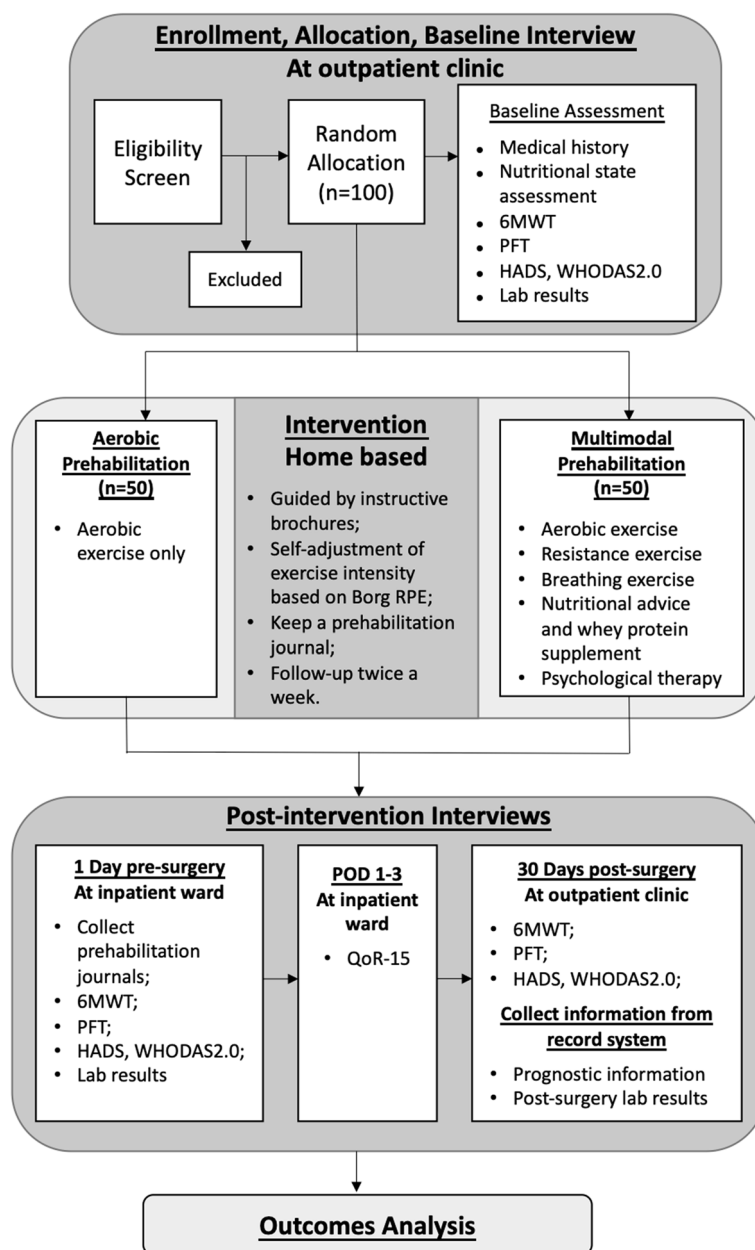 Enrollment, Allocation, Baseline Interview
At outpatient clinic
Eligibility
Screen
Excluded
Random
Allocation
(n=100)
Baseline Assessment
• Medical history
• Nutritional state
assessment
• 6MWT
• PFT
• HADS, WHODAS2.0
• Lab results
Aerobic
Prehabilitation
(n=50)
• Aerobic
exercise only
Intervention
Home based
• Guided by instructive
brochures;
• Self-adjustment of
exercise intensity
based on Borg RPE;
• Keep a prehabilitation
journal;
• Follow-up twice a
week.
Multimodal
Prehabilitation
(n=50)
• Aerobic exercise
• Resistance exercise
• Breathing exercise
• Nutritional advice
and whey protein
supplement
• Psychological therapy
Post-intervention Interviews
1 Day pre-surgery
At inpatient ward
• Collect
prehabilitation
journals;
• 6MWT;
• PFT;
• HADS, WHODAS2.0;
• Lab results
POD 1-3
At inpatient
ward
• QoR-15
30 Days post-surgery
At outpatient clinic
• 6MWT;
• PFT;
• HADS, WHODAS2.0;
Collect information from
record system
• Prognostic information
• Post-surgery lab results
Outcomes Analysis